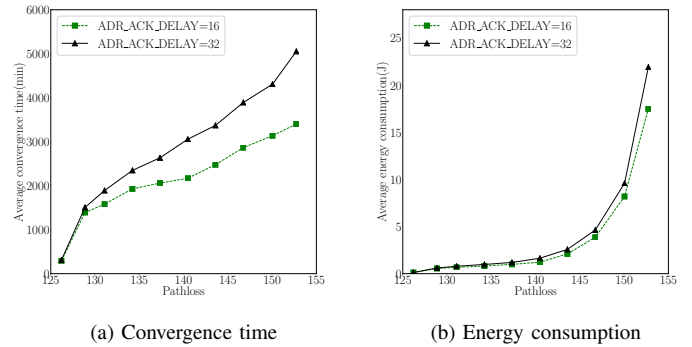 6000
5000
4000
3000
2000
1000
0
125 130 135 140 145 150 155
Pathloss
Average convergence time(min)
ADR_ACK_DELAY=16
ADR_ACK_DELAY=32
(a) Convergence time
25
20
15
10
5
0
125 130 135 140 145 150 155
Pathloss
Average energy consumption(J)
ADR_ACK_DELAY=16
ADR_ACK_DELAY=32
(b) Energy consumption